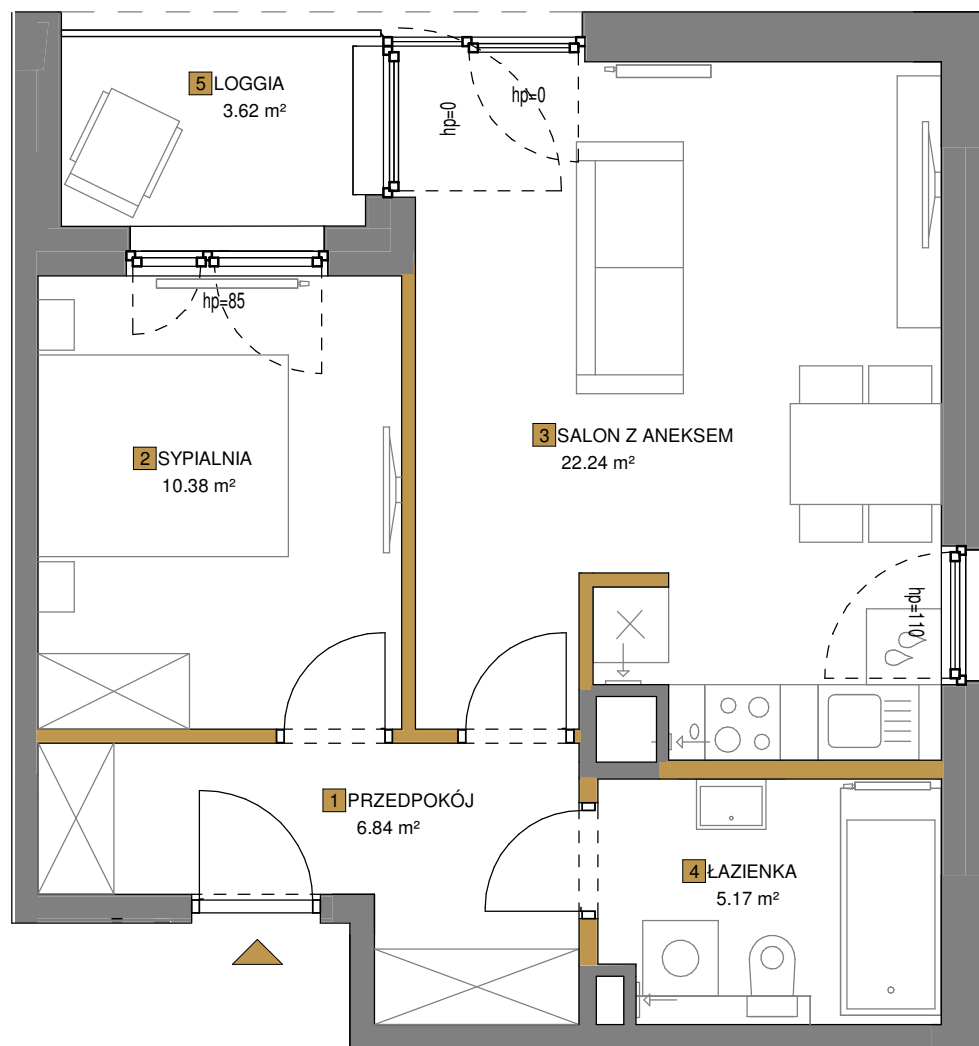 5 LOGGIA
3.62 m²
hp=0
hp=0
hp=85
3 SALON Z ANEKSEM
22.24 m²
2 SYPIALNIA
10.38 m²
hp=110
1 PRZEDPOKÓJ
6.84 m²
4 ŁAZIENKA
5.17 m²